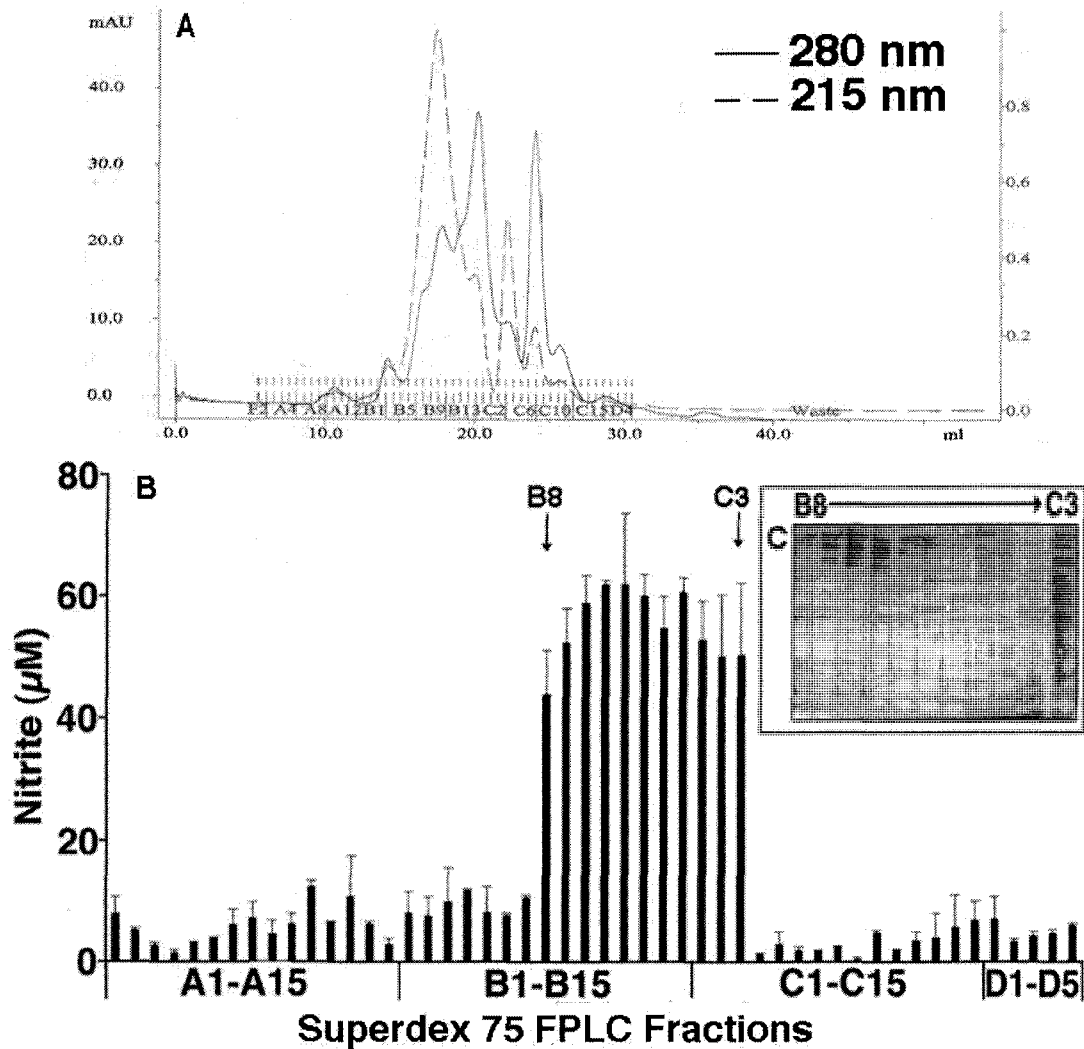 mAU
A
280 nm
215 nm
40.0
30.0
20.0
10.0
0.0
0.8
0.6
0.4
0.2
0.0
F2 A4 A8 A12 B1 B5 B9 B13 C2 C6 C10 C15 D4 Waste
0.0 10.0 20.0 30.0 40.0 ml
B
80
60
40
20
0
Nitrite (µM)
B8
C3
B8 C3
C
A1-A15 B1-B15 C1-C15 D1-D5
Superdex 75 FPLC Fractions